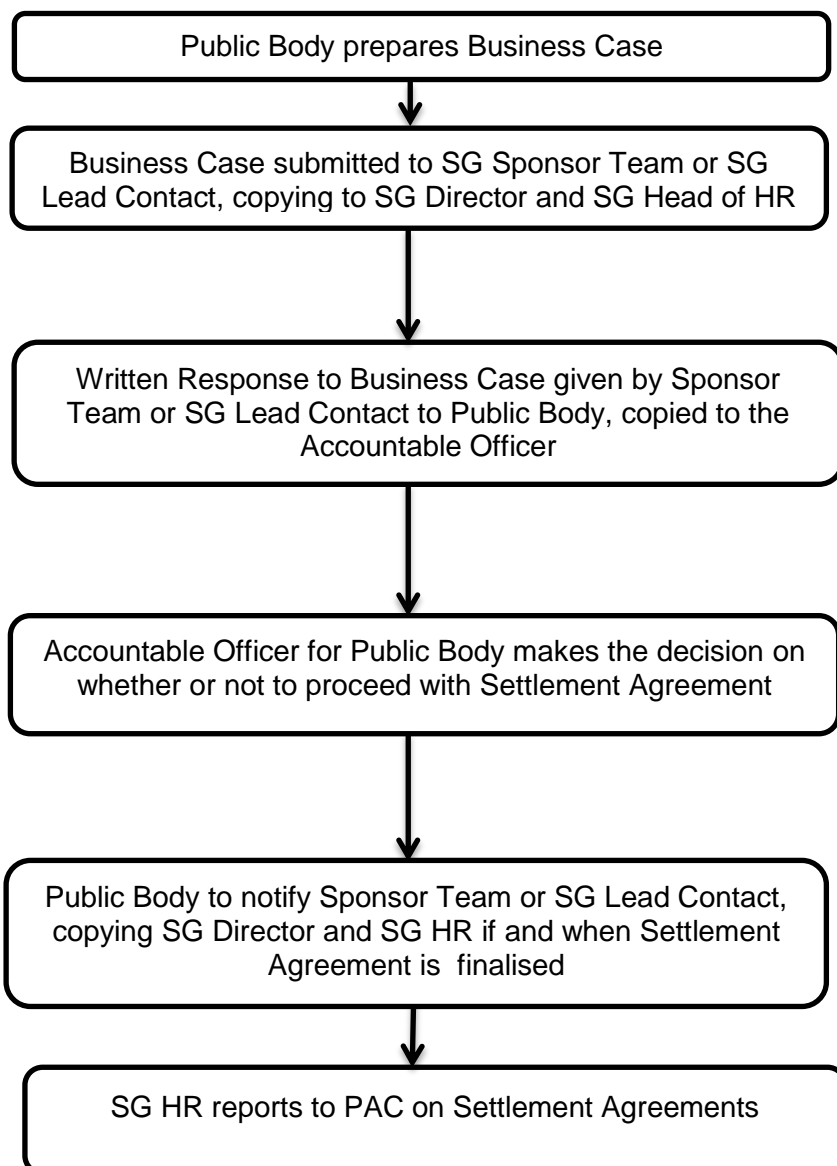 Public Body prepares Business Case
Business Case submitted to SG Sponsor Team or SG
Lead Contact, copying to SG Director and SG Head of HR
Written Response to Business Case given by Sponsor
Team or SG Lead Contact to Public Body, copied to the
Accountable Officer
Accountable Officer for Public Body makes the decision on
whether or not to proceed with Settlement Agreement
Public Body to notify Sponsor Team or SG Lead Contact,
copying SG Director and SG HR if and when Settlement
Agreement is  finalised
SG HR reports to PAC on Settlement Agreements